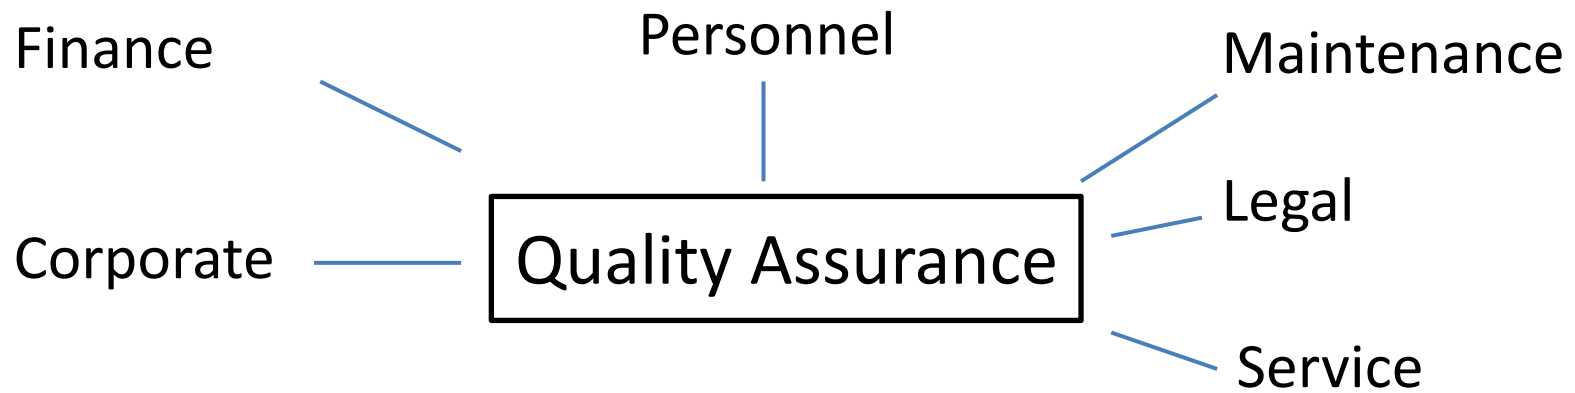 Finance
Personnel
Maintenance
Legal
Corporate
Quality Assurance
Service